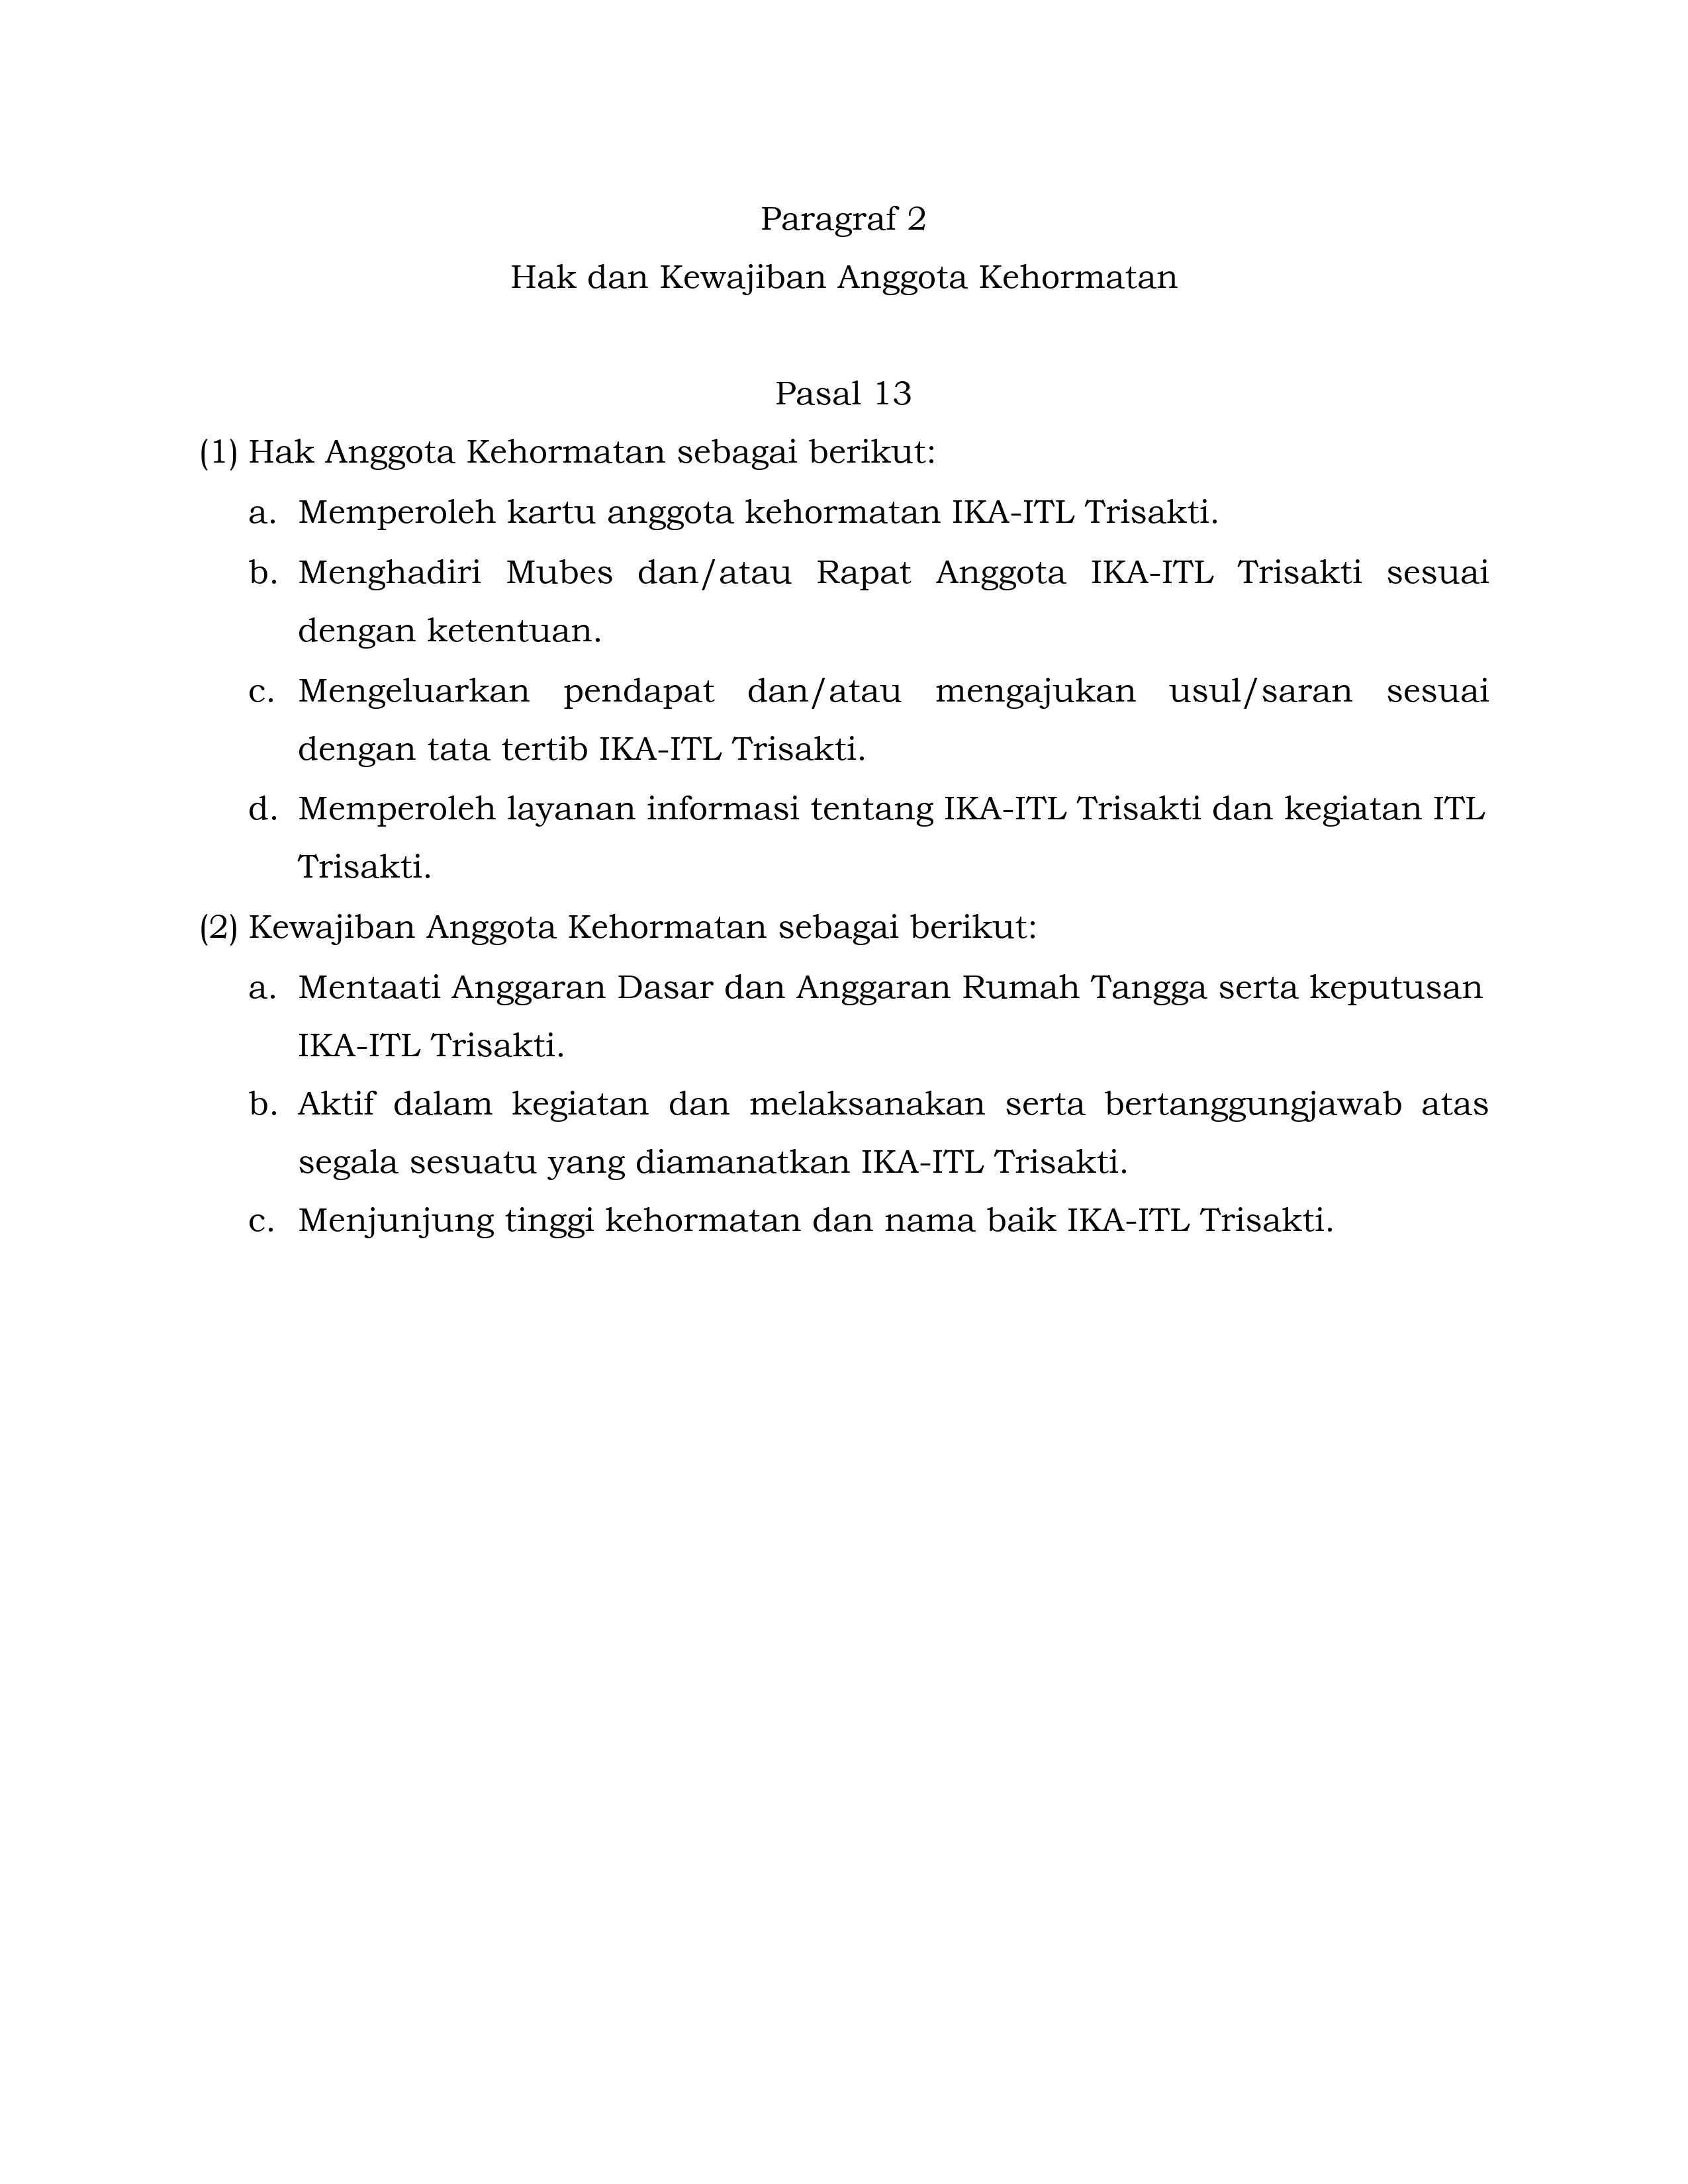 Paragraf 2
Hak dan Kewajiban Anggota Kehormatan
Pasal 13
(1) Hak Anggota Kehormatan sebagai berikut:
a. Memperoleh kartu anggota kehormatan IKA-ITL Trisakti.
b. Menghadiri Mubes dan/atau Rapat Anggota IKA-ITL Trisakti sesuai
dengan ketentuan.
c. Mengeluarkan pendapat dan/atau mengajukan usul/saran sesuai
dengan tata tertib IKA-ITL Trisakti.
d. Memperoleh layanan informasi tentang IKA-ITL Trisakti dan kegiatan ITL
Trisakti.
(2) Kewajiban Anggota Kehormatan sebagai berikut:
a. Mentaati Anggaran Dasar dan Anggaran Rumah Tangga serta keputusan
IKA-ITL Trisakti.
b. Aktif dalam kegiatan dan melaksanakan serta bertanggungjawab atas
segala sesuatu yang diamanatkan IKA-ITL Trisakti.
c. Menjunjung tinggi kehormatan dan nama baik IKA-ITL Trisakti.